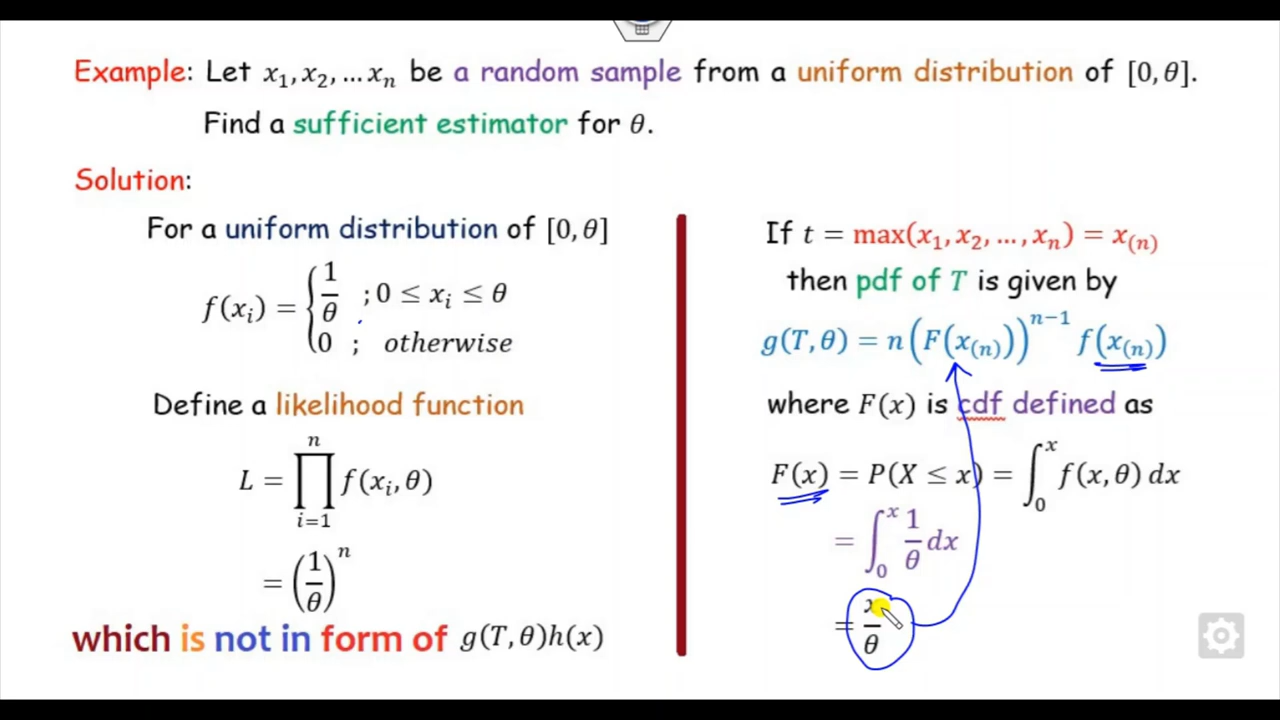 Example: Let x₁, x₂, ... xₙ be a random sample from a uniform distribution of [0, θ].
Find a sufficient estimator for θ.
Solution:
For a uniform distribution of [0, θ]
f(xᵢ) = { 1/θ ; 0 ≤ xᵢ ≤ θ
0 ; otherwise
Define a likelihood function
L = ∏ᵢ₌₁ⁿ f(xᵢ, θ)
= (1/θ)ⁿ
which is not in form of g(T, θ)h(x)
If t = max(x₁, x₂, ..., xₙ) = x₍ₙ₎
then pdf of T is given by
g(T, θ) = n(F(x₍ₙ₎))ⁿ⁻¹ f(x₍ₙ₎)
where F(x) is cdf defined as
F(x) = P(X ≤ x) = ∫₀ˣ f(x, θ) dx
= ∫₀ˣ 1/θ dx
= x/θ